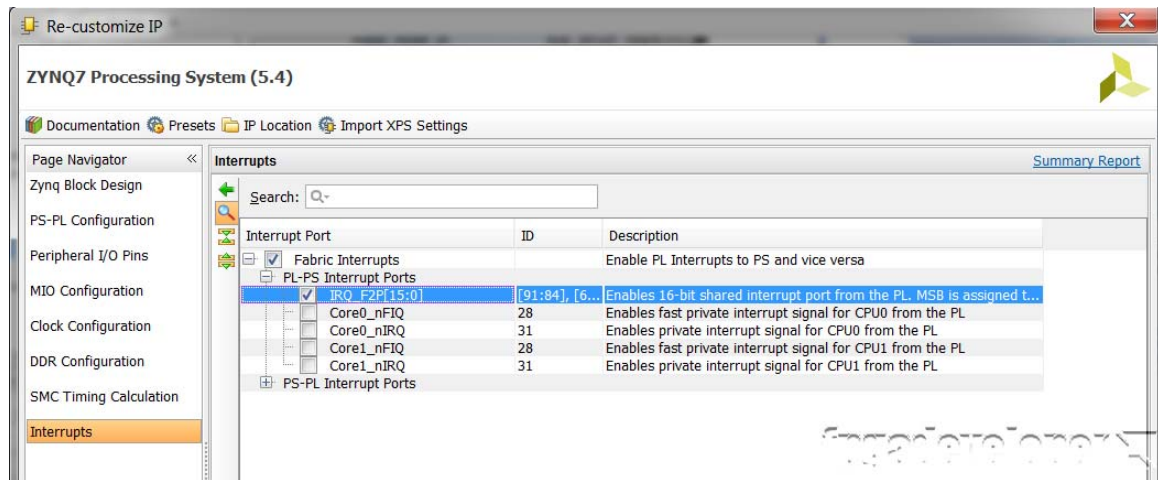 Re-customize IP
ZYNQ7 Processing System (5.4)
Documentation Presets IP Location Import XPS Settings
Page Navigator «
Zynq Block Design
PS-PL Configuration
Peripheral I/O Pins
MIO Configuration
Clock Configuration
DDR Configuration
SMC Timing Calculation
Interrupts
Interrupts Summary Report
Search:
Interrupt Port ID Description
Fabric Interrupts Enable PL Interrupts to PS and vice versa
PL-PS Interrupt Ports
IRQ_F2P[15:0] [91:84], [6... Enables 16-bit shared interrupt port from the PL. MSB is assigned t...
Core0_nFIQ 28 Enables fast private interrupt signal for CPU0 from the PL
Core0_nIRQ 31 Enables private interrupt signal for CPU0 from the PL
Core1_nFIQ 28 Enables fast private interrupt signal for CPU1 from the PL
Core1_nIRQ 31 Enables private interrupt signal for CPU1 from the PL
PS-PL Interrupt Ports